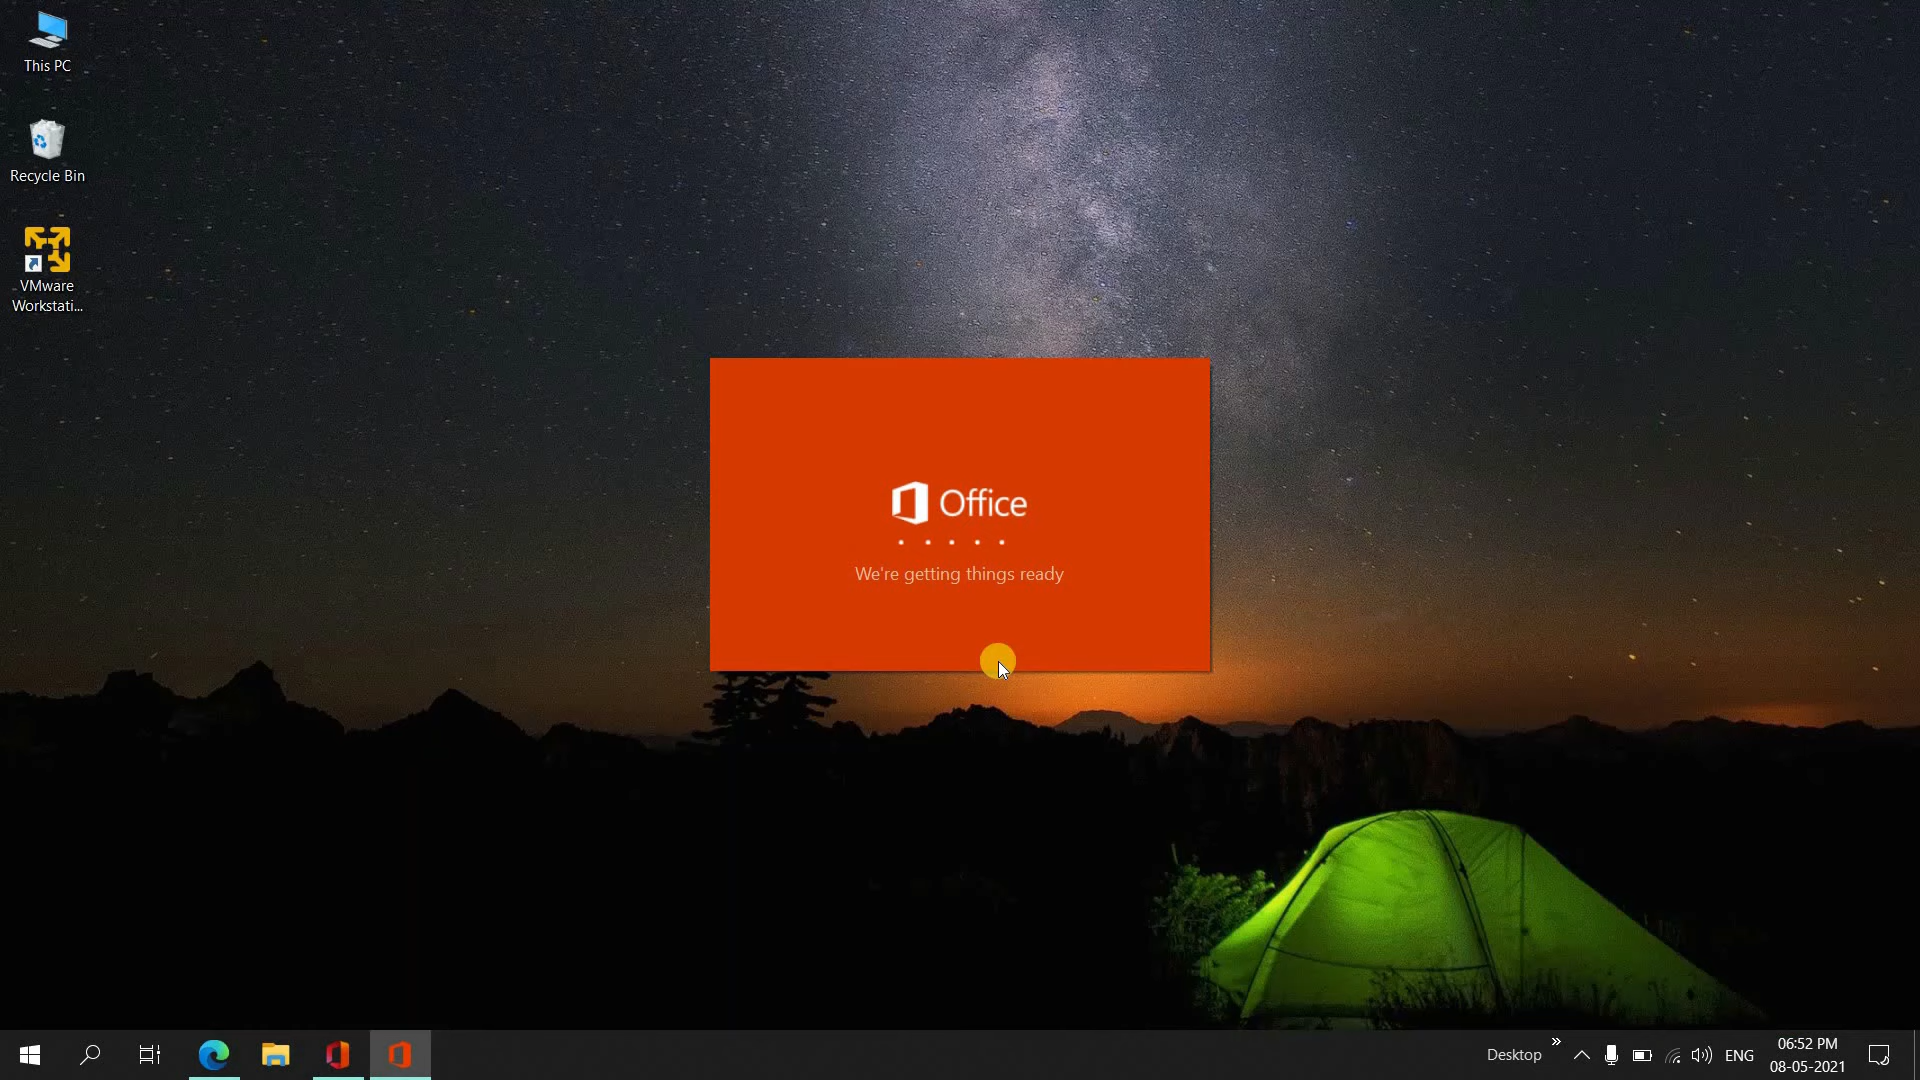 This PC
Recycle Bin
VMware
Workstati...
Office
We're getting things ready
Desktop
»
ENG
06:52 PM
08-05-2021